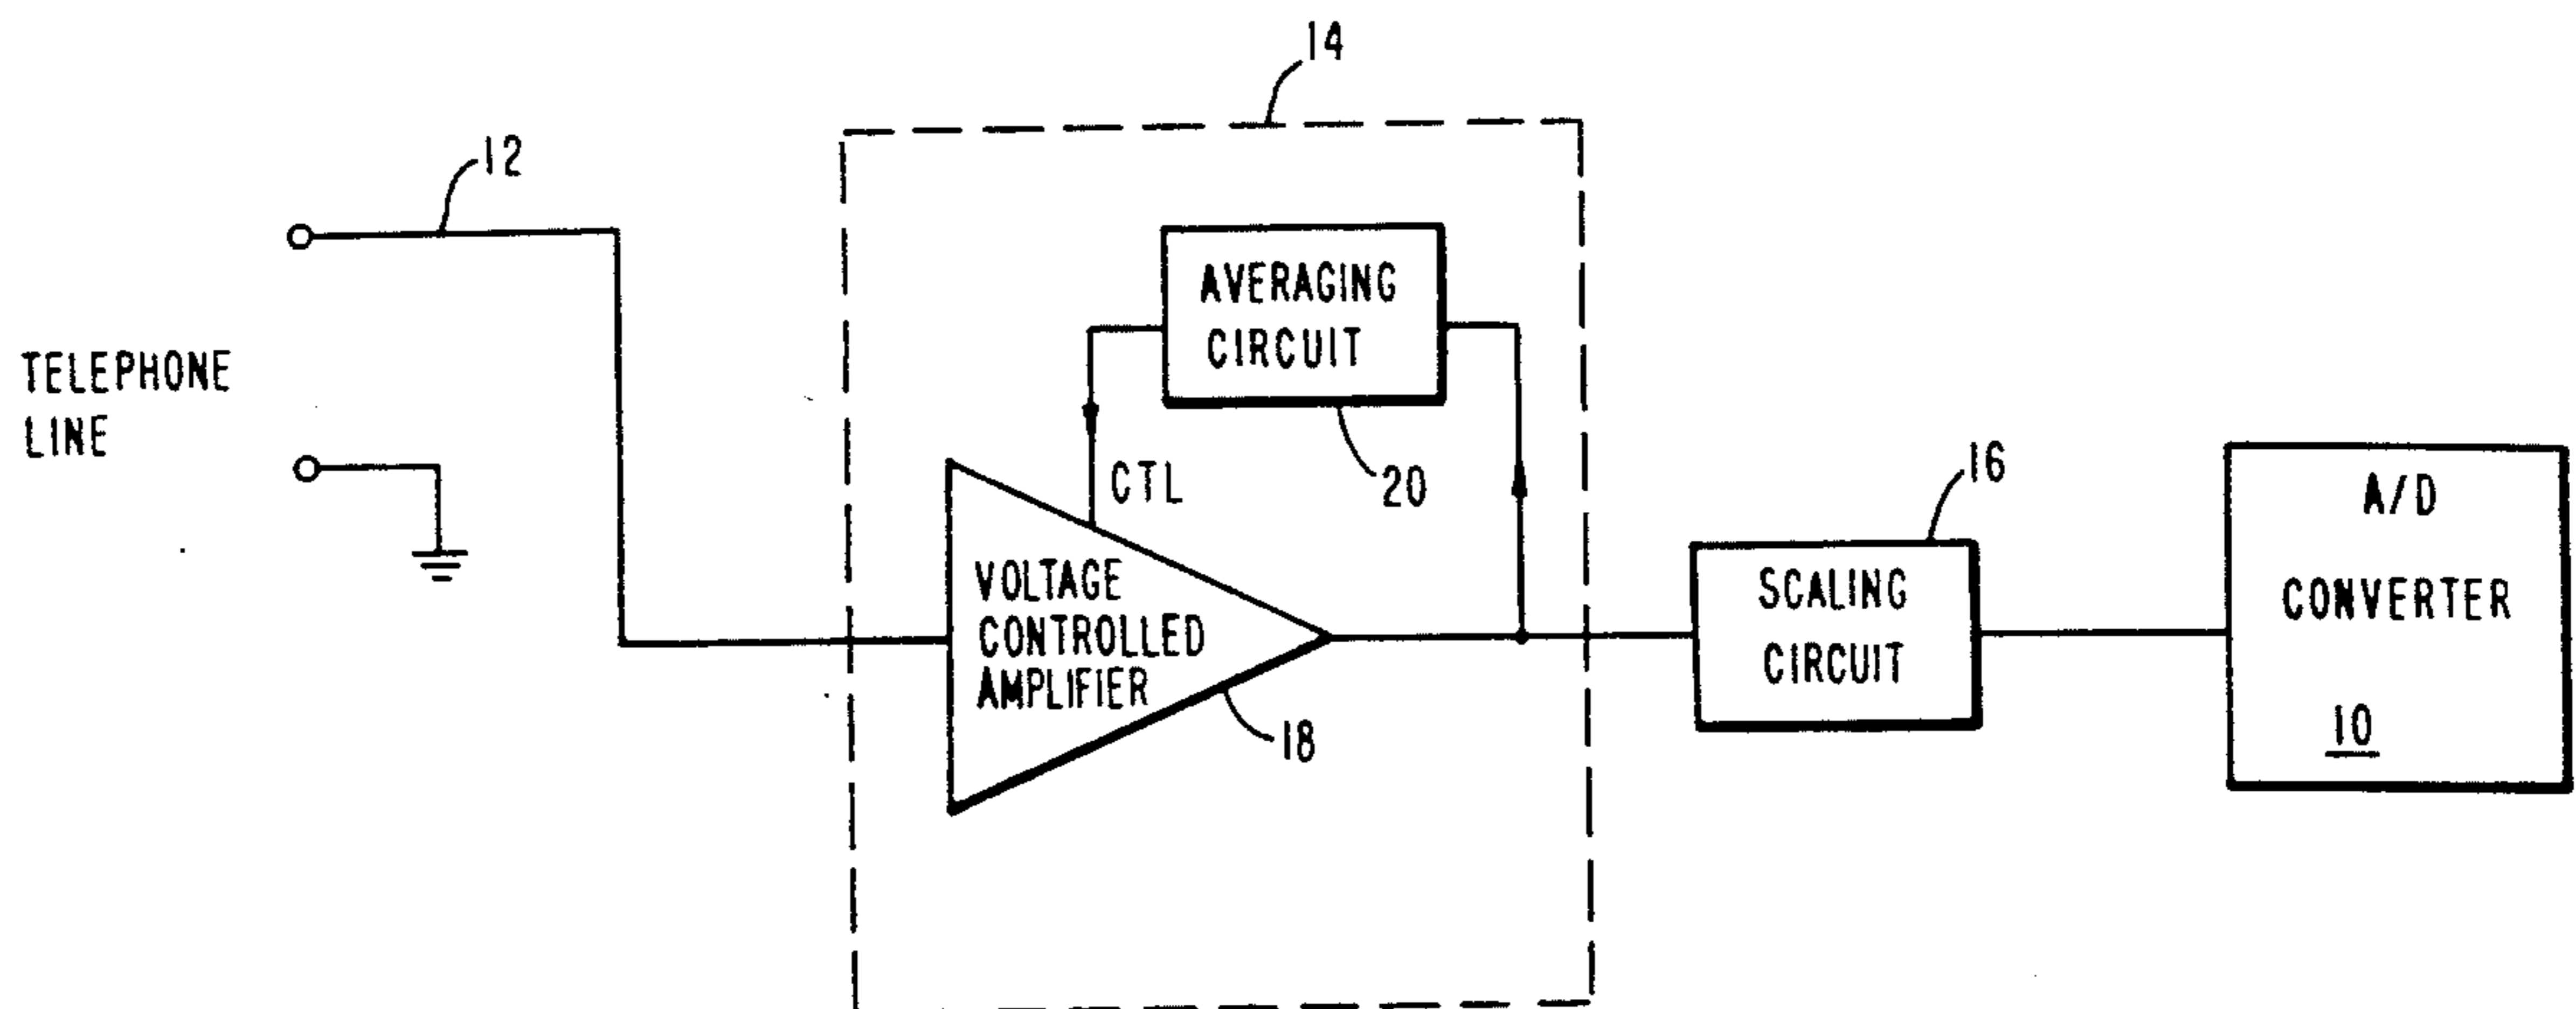 14
12
TELEPHONE
LINE
AVERAGING
CIRCUIT
20
CTL
VOLTAGE
CONTROLLED
AMPLIFIER
18
16
SCALING
CIRCUIT
A/D
CONVERTER
10